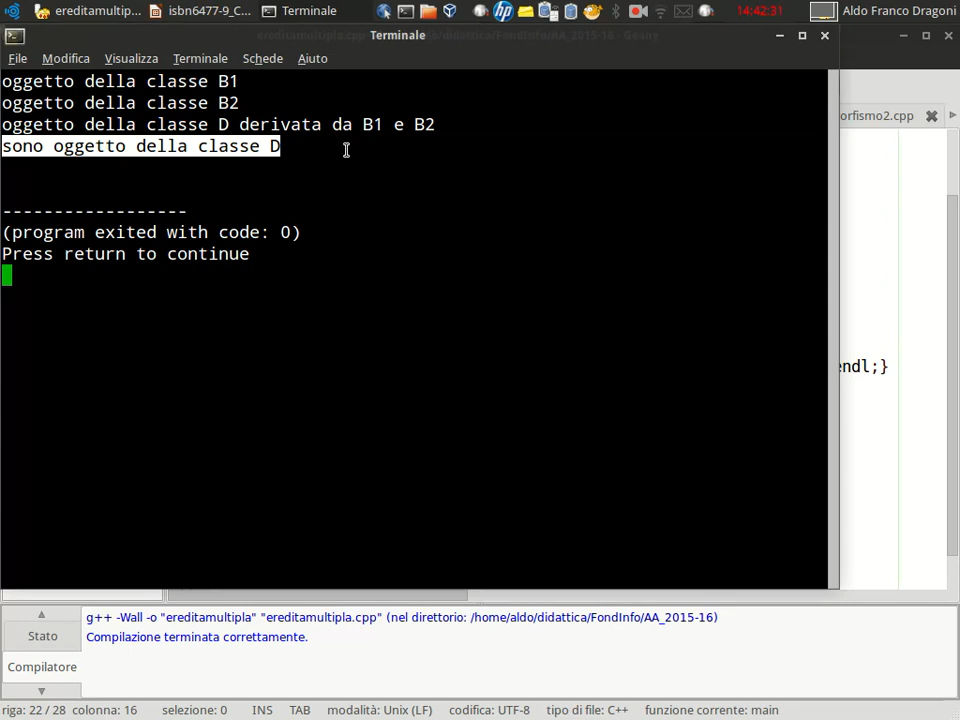 ereditamultip...
isbn6477-9_C...
Terminale
14:42:31
Aldo Franco Dragoni
Terminale
File Modifica Visualizza Terminale Schede Aiuto
oggetto della classe B1
oggetto della classe B2
oggetto della classe D derivata da B1 e B2
sono oggetto della classe D
------------------
(program exited with code: 0)
Press return to continue
orfismo2.cpp
endl;}
g++ -Wall -o "ereditamultipla" "ereditamultipla.cpp" (nel direttorio: /home/aldo/didattica/FondInfo/AA_2015-16)
Stato
Compilazione terminata correttamente.
Compilatore
riga: 22 / 28 colonna: 16 selezione: 0 INS TAB modalità: Unix (LF) codifica: UTF-8 tipo di file: C++ funzione corrente: main